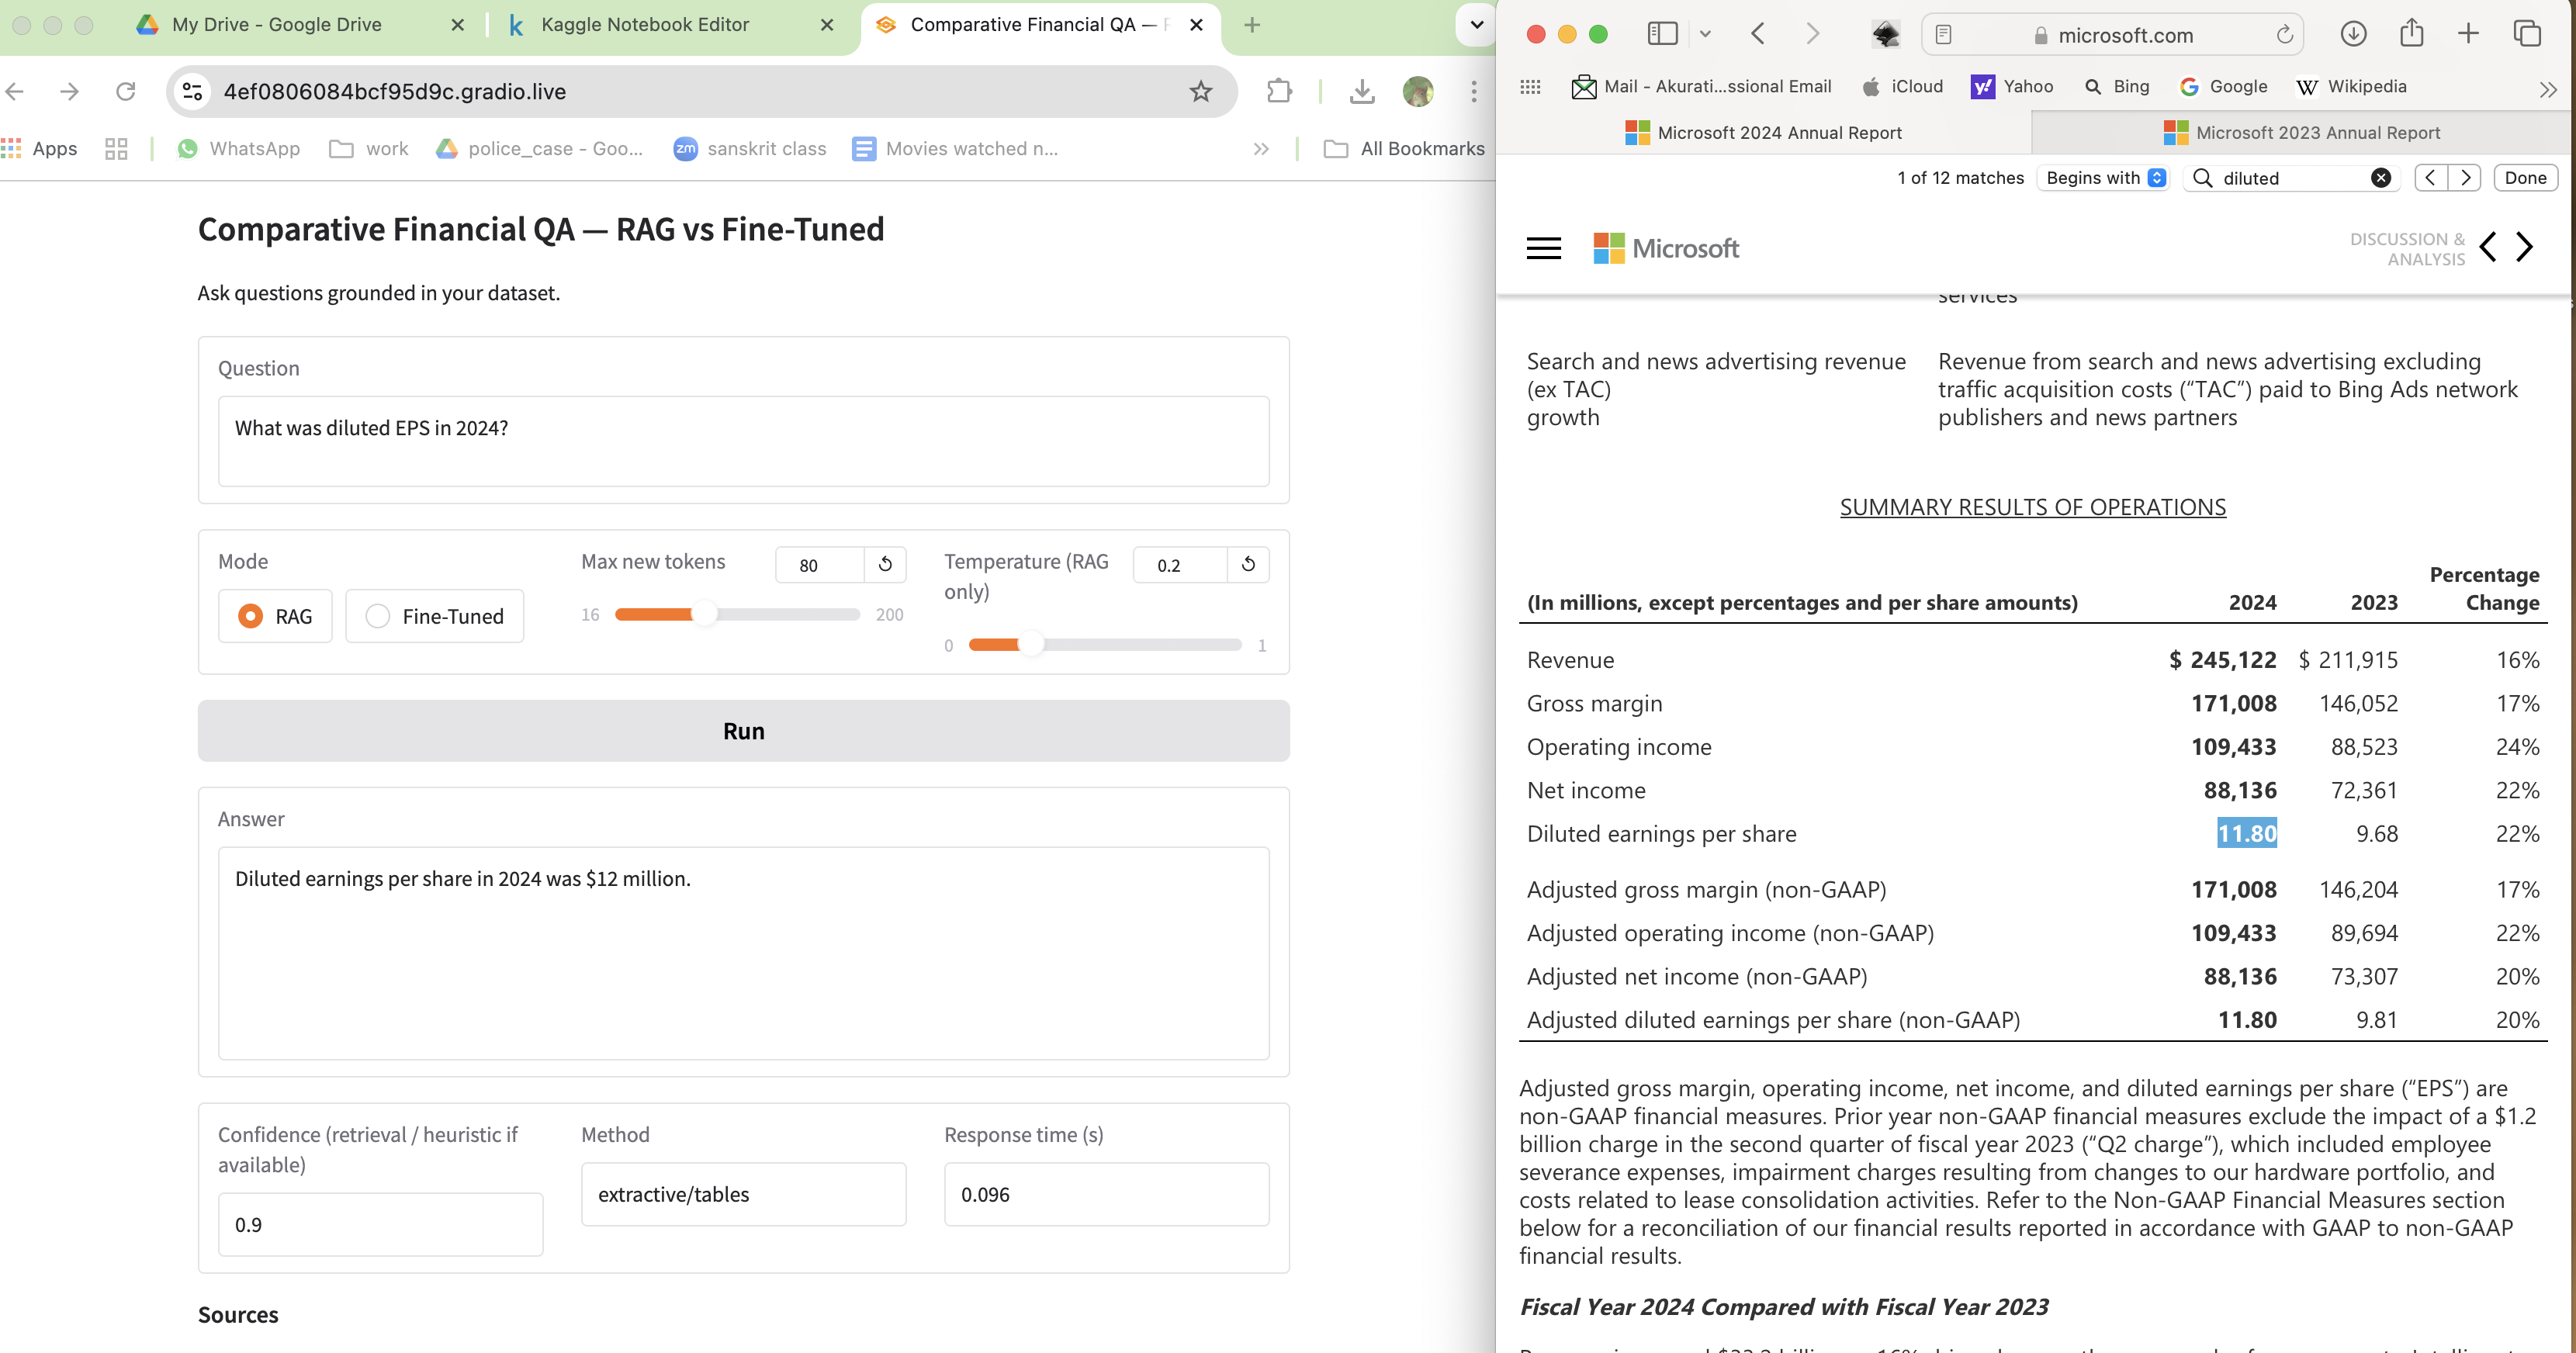 My Drive - Google Drive
Kaggle Notebook Editor
Comparative Financial QA —
4ef0806084bcf95d9c.gradio.live
Apps
WhatsApp
work
police_case - Goo...
zm
sanskrit class
Movies watched n...
All Bookmarks
Comparative Financial QA — RAG vs Fine-Tuned
Ask questions grounded in your dataset.
Question
What was diluted EPS in 2024?
Mode
RAG
Fine-Tuned
Max new tokens
80
16
200
Temperature (RAG only)
0.2
0
1
Run
Answer
Diluted earnings per share in 2024 was $12 million.
Confidence (retrieval / heuristic if available)
0.9
Method
extractive/tables
Response time (s)
0.096
Sources
microsoft.com
Mail - Akurati...ssional Email
iCloud
Yahoo
Bing
Google
Wikipedia
Microsoft 2024 Annual Report
Microsoft 2023 Annual Report
1 of 12 matches
Begins with
diluted
Done
Microsoft
DISCUSSION &
ANALYSIS
services
Search and news advertising revenue Revenue from search and news advertising excluding
(ex TAC) traffic acquisition costs (“TAC”) paid to Bing Ads network
growth publishers and news partners
SUMMARY RESULTS OF OPERATIONS
(In millions, except percentages and per share amounts) 2024 2023 Percentage Change
Revenue $ 245,122 $ 211,915 16%
Gross margin 171,008 146,052 17%
Operating income 109,433 88,523 24%
Net income 88,136 72,361 22%
Diluted earnings per share 11.80 9.68 22%
Adjusted gross margin (non-GAAP) 171,008 146,204 17%
Adjusted operating income (non-GAAP) 109,433 89,694 22%
Adjusted net income (non-GAAP) 88,136 73,307 20%
Adjusted diluted earnings per share (non-GAAP) 11.80 9.81 20%
Adjusted gross margin, operating income, net income, and diluted earnings per share (“EPS”) are
non-GAAP financial measures. Prior year non-GAAP financial measures exclude the impact of a $1.2
billion charge in the second quarter of fiscal year 2023 (“Q2 charge”), which included employee
severance expenses, impairment charges resulting from changes to our hardware portfolio, and
costs related to lease consolidation activities. Refer to the Non-GAAP Financial Measures section
below for a reconciliation of our financial results reported in accordance with GAAP to non-GAAP
financial results.
Fiscal Year 2024 Compared with Fiscal Year 2023